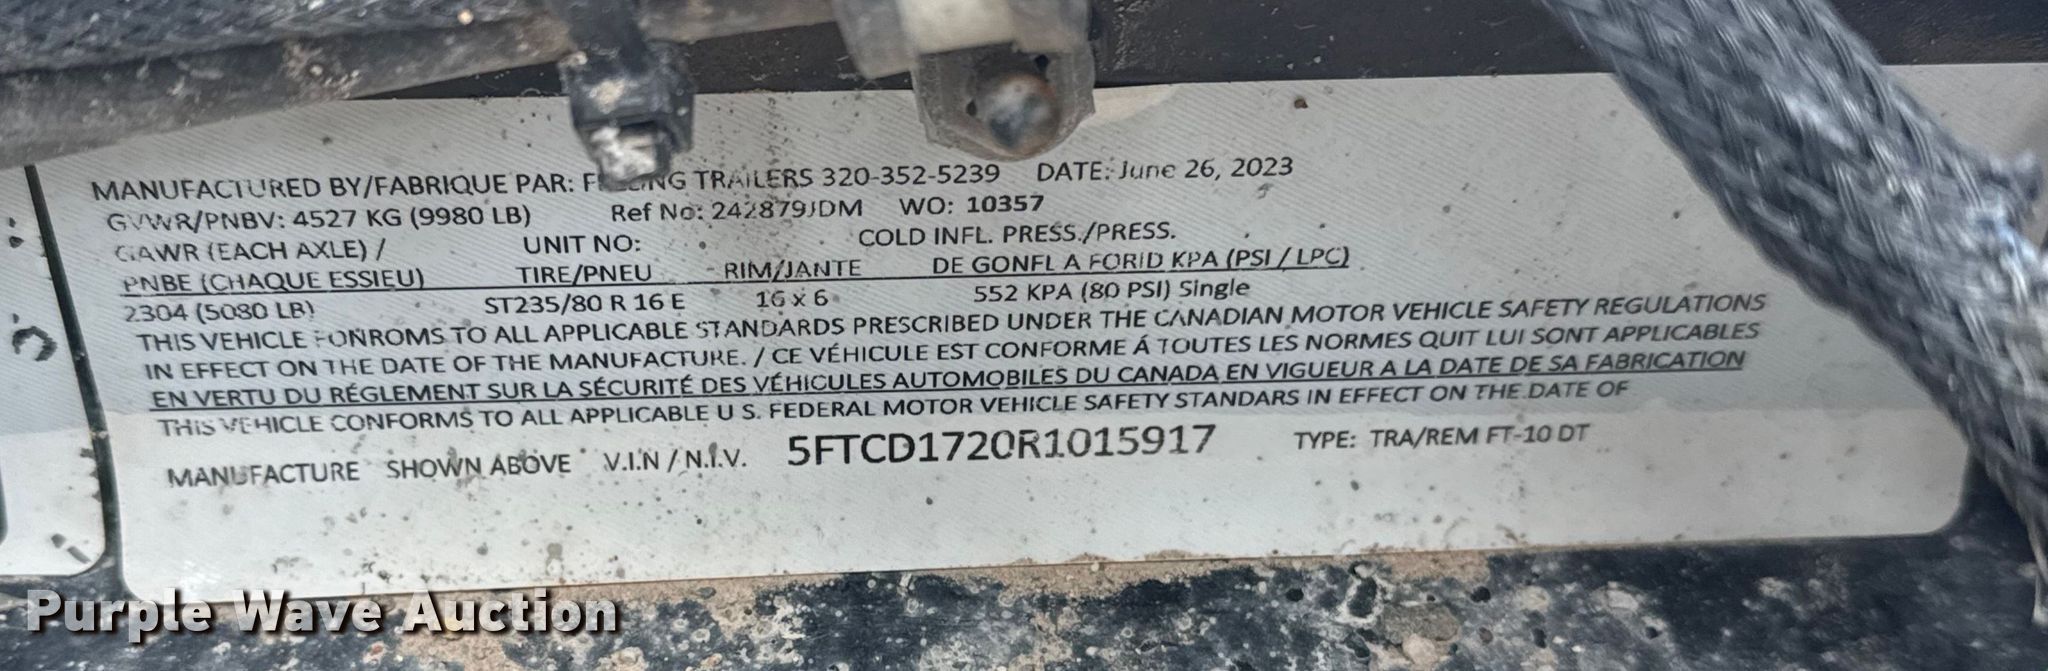 MANUFACTURED BY/FABRIQUE PAR: FELLING TRAILERS 320-352-5239 DATE: June 26, 2023
GVWR/PNBV: 4527 KG (9980 LB) Ref No: 242879JDM WO: 10357
GAWR (EACH AXLE) / UNIT NO: COLD INFL. PRESS./PRESS.
PNBE (CHAQUE ESSIEU) TIRE/PNEU RIM/JANTE DE GONFL A FORID KPA (PSI / LPC)
2304 (5080 LB) ST235/80 R 16 E 16 x 6 552 KPA (80 PSI) Single
THIS VEHICLE FONROMS TO ALL APPLICABLE STANDARDS PRESCRIBED UNDER THE CANADIAN MOTOR VEHICLE SAFETY REGULATIONS
IN EFFECT ON THE DATE OF THE MANUFACTURE. / CE VÉHICULE EST CONFORME Á TOUTES LES NORMES QUIT LUI SONT APPLICABLES
EN VERTU DU RÉGLEMENT SUR LA SÉCURITÉ DES VÉHICULES AUTOMOBILES DU CANADA EN VIGUEUR A LA DATE DE SA FABRICATION
THIS VEHICLE CONFORMS TO ALL APPLICABLE U.S. FEDERAL MOTOR VEHICLE SAFETY STANDARS IN EFFECT ON THE DATE OF
MANUFACTURE SHOWN ABOVE V.I.N / N.I.V. 5FTCD1720R1015917 TYPE: TRA/REM FT-10 DT
Purple Wave Auction